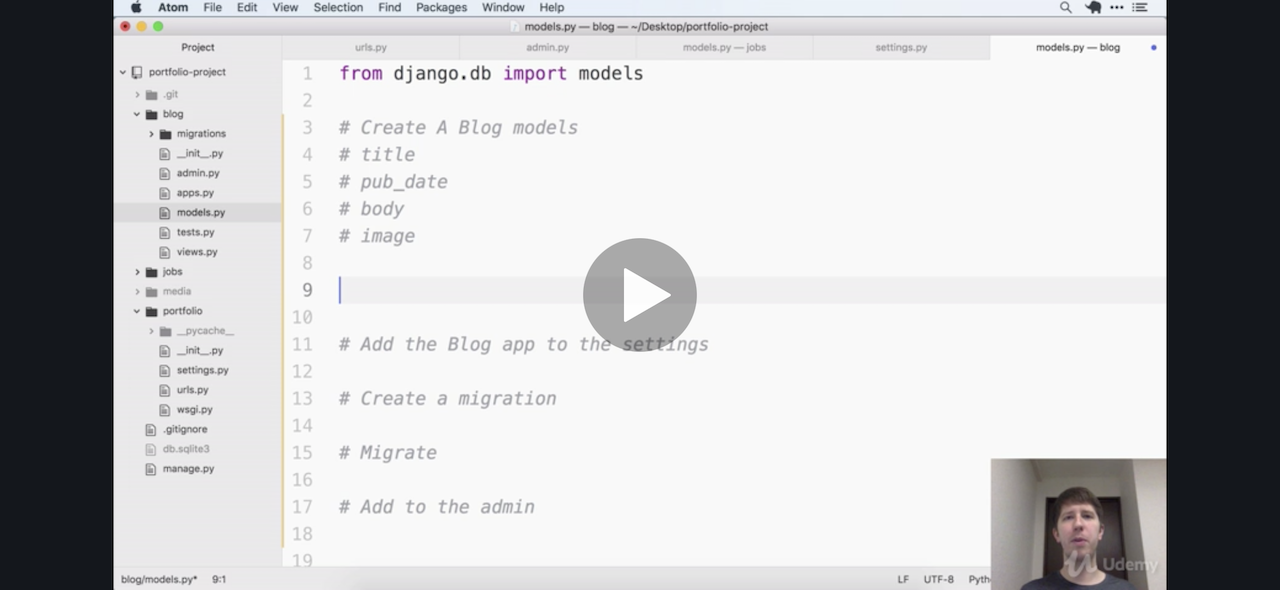 Atom File Edit View Selection Find Packages Window Help
models.py — blog — ~/Desktop/portfolio-project
Project
urls.py
admin.py
models.py — jobs
settings.py
models.py — blog
portfolio-project
.git
blog
migrations
__init__.py
admin.py
apps.py
models.py
tests.py
views.py
jobs
media
portfolio
__pycache__
__init__.py
settings.py
urls.py
wsgi.py
.gitignore
db.sqlite3
manage.py
1 from django.db import models
2
3 # Create A Blog models
4 # title
5 # pub_date
6 # body
7 # image
8
9
10
11 # Add the Blog app to the settings
12
13 # Create a migration
14
15 # Migrate
16
17 # Add to the admin
18
19
blog/models.py* 9:1
LF UTF-8
Udemy